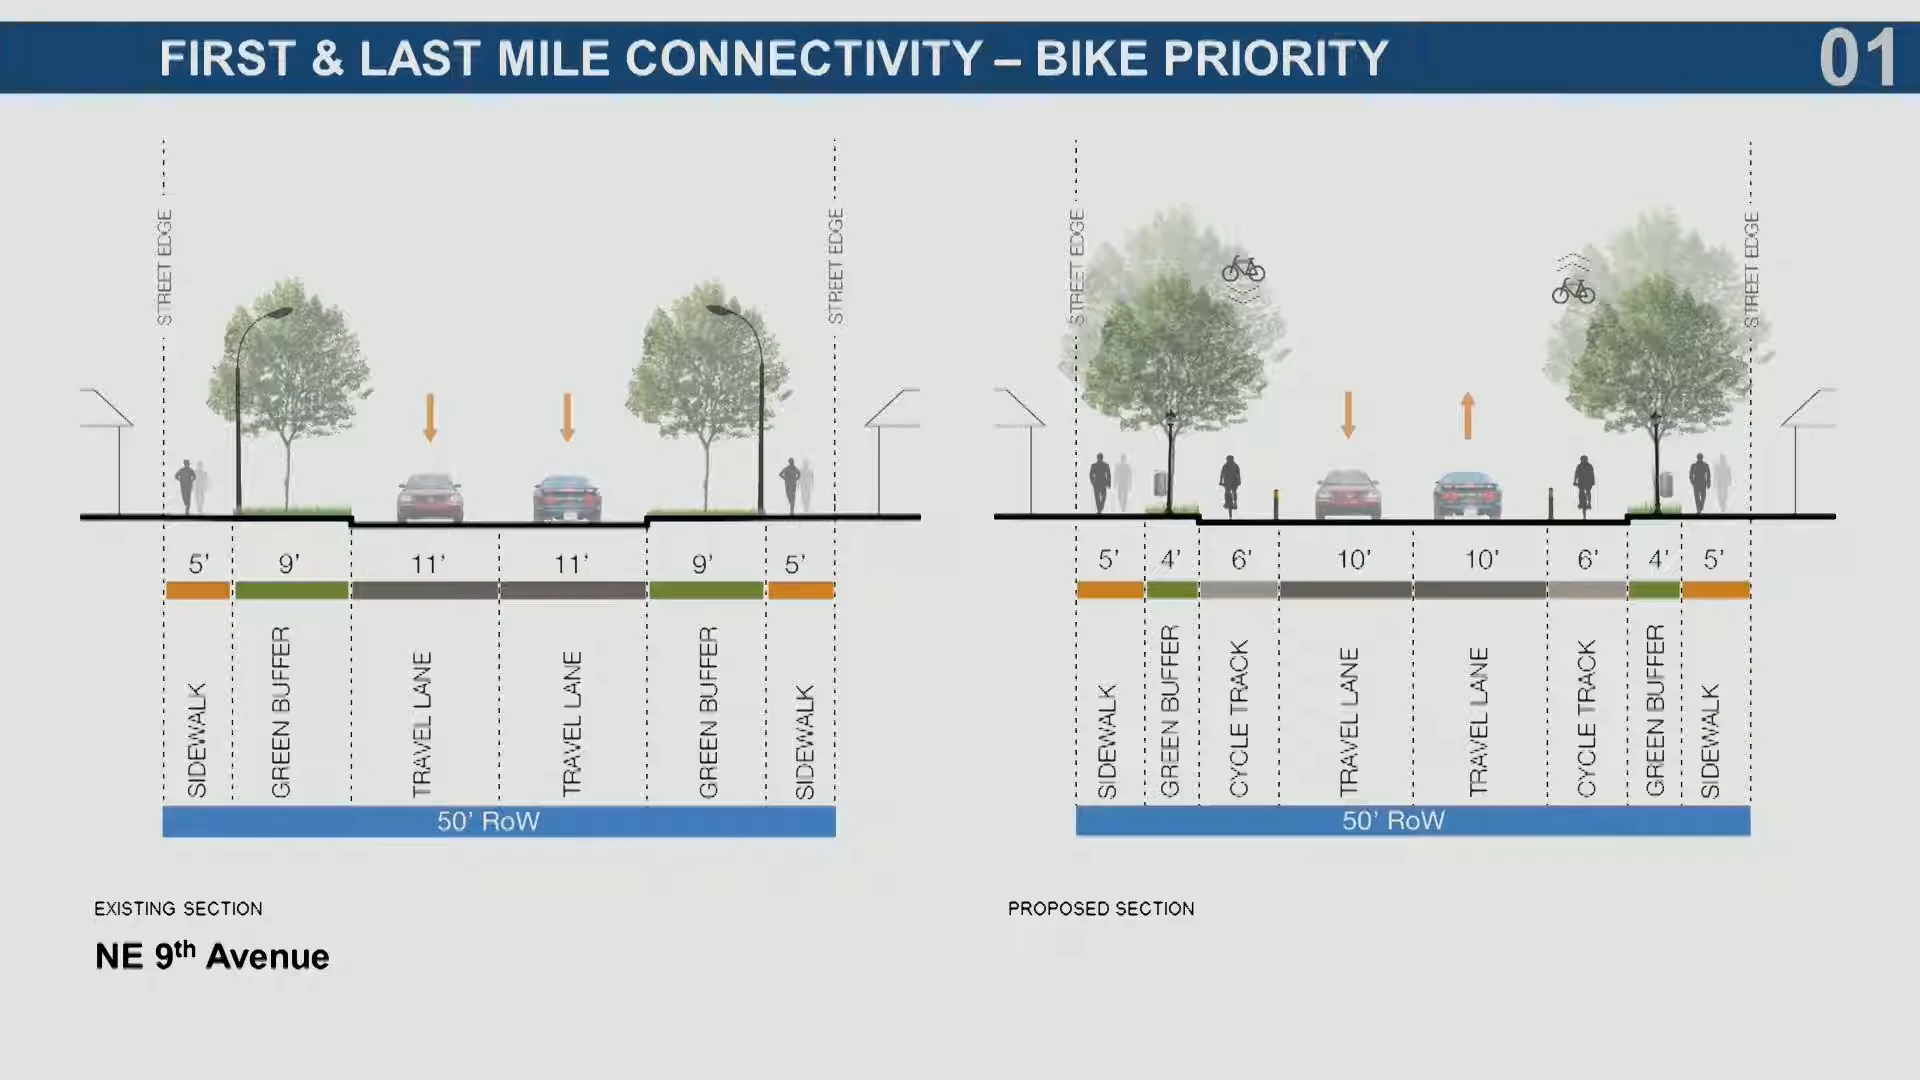 FIRST & LAST MILE CONNECTIVITY – BIKE PRIORITY
01
STREET EDGE
STREET EDGE
5’ 9’ 11’ 11’ 9’ 5’
SIDEWALK
GREEN BUFFER
TRAVEL LANE
TRAVEL LANE
GREEN BUFFER
SIDEWALK
50’ RoW
EXISTING SECTION
NE 9th Avenue
STREET EDGE
STREET EDGE
5’ 4’ 6’ 10’ 10’ 6’ 4’ 5’
SIDEWALK
GREEN BUFFER
CYCLE TRACK
TRAVEL LANE
TRAVEL LANE
CYCLE TRACK
GREEN BUFFER
SIDEWALK
50’ RoW
PROPOSED SECTION